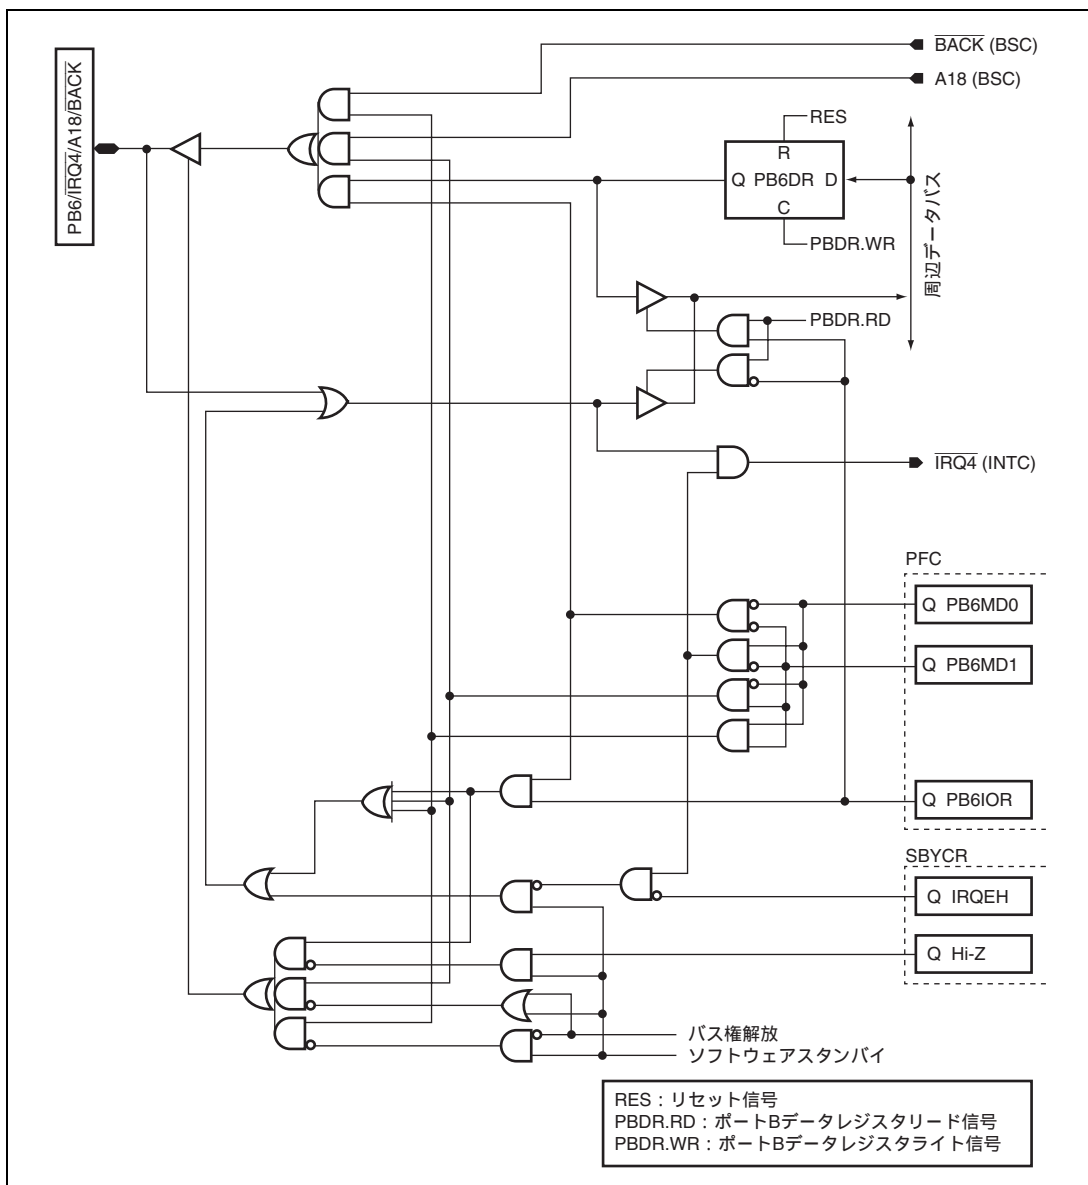 PB6/IRQ4/A18/BACK
BACK (BSC)
A18 (BSC)
RES
R
Q PB6DR D
C
PBDR.WR
周辺データバス
PBDR.RD
IRQ4 (INTC)
PFC
Q PB6MD0
Q PB6MD1
Q PB6IOR
SBYCR
Q IRQEH
Q Hi-Z
バス権解放
ソフトウェアスタンバイ
RES：リセット信号
PBDR.RD：ポートBデータレジスタリード信号
PBDR.WR：ポートBデータレジスタライト信号